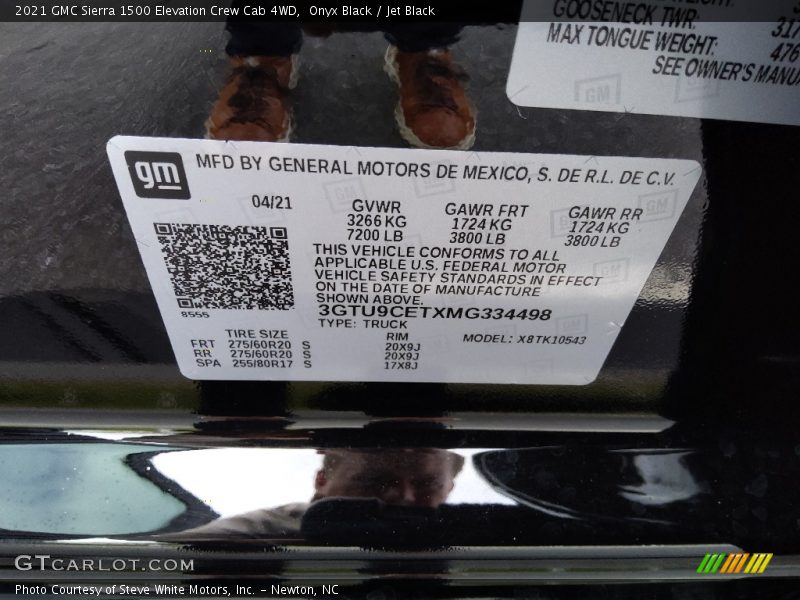 2021 GMC Sierra 1500 Elevation Crew Cab 4WD, Onyx Black / Jet Black
GOOSENECK TWR: 317
MAX TONGUE WEIGHT: 476
SEE OWNER'S MANUA
gm MFD BY GENERAL MOTORS DE MEXICO, S. DE R.L. DE C.V.
04/21 GVWR GAWR FRT GAWR RR
3266 KG 1724 KG 1724 KG
7200 LB 3800 LB 3800 LB
THIS VEHICLE CONFORMS TO ALL
APPLICABLE U.S. FEDERAL MOTOR
VEHICLE SAFETY STANDARDS IN EFFECT
ON THE DATE OF MANUFACTURE
SHOWN ABOVE.
8555 3GTU9CETXMG334498
TYPE: TRUCK
TIRE SIZE RIM MODEL: X8TK10543
FRT 275/60R20 S 20X9J
RR 275/60R20 S 20X9J
SPA 255/80R17 S 17X8J
GTCARLOT.COM
Photo Courtesy of Steve White Motors, Inc. - Newton, NC